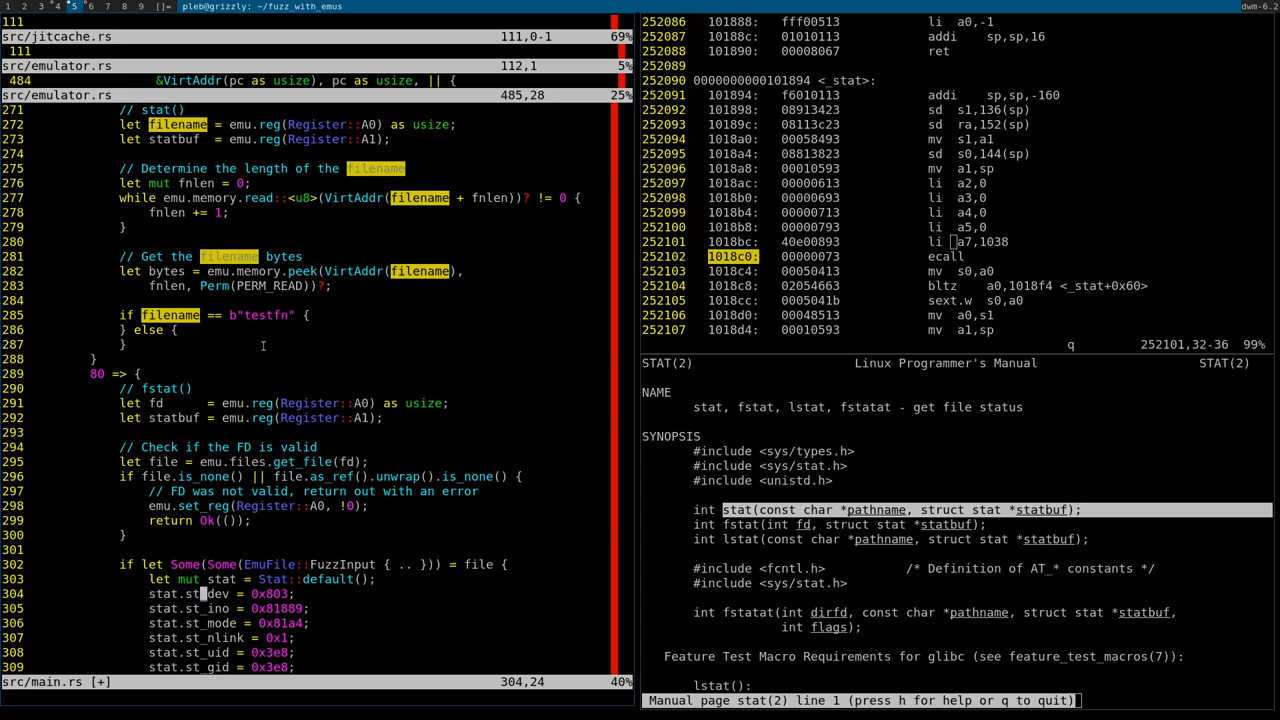 1 2 3 4 5 6 7 8 9 []= pleb@grizzly: ~/fuzz_with_emus dwm-6.2
111
src/jitcache.rs 111,0-1 69%
111
src/emulator.rs 112,1 5%
484 &VirtAddr(pc as usize), pc as usize, || {
src/emulator.rs 485,28 25%
271 // stat()
272 let filename = emu.reg(Register::A0) as usize;
273 let statbuf  = emu.reg(Register::A1);
274
275 // Determine the length of the filename
276 let mut fnlen = 0;
277 while emu.memory.read::<u8>(VirtAddr(filename + fnlen))? != 0 {
278 fnlen += 1;
279 }
280
281 // Get the filename bytes
282 let bytes = emu.memory.peek(VirtAddr(filename),
283 fnlen, Perm(PERM_READ))?;
284
285 if filename == b"testfn" {
286 } else {
287 }
288 }
289 80 => {
290 // fstat()
291 let fd      = emu.reg(Register::A0) as usize;
292 let statbuf = emu.reg(Register::A1);
293
294 // Check if the FD is valid
295 let file = emu.files.get_file(fd);
296 if file.is_none() || file.as_ref().unwrap().is_none() {
297 // FD was not valid, return out with an error
298 emu.set_reg(Register::A0, !0);
299 return Ok(());
300 }
301
302 if let Some(Some(EmuFile::FuzzInput { .. })) = file {
303 let mut stat = Stat::default();
304 stat.st_dev = 0x803;
305 stat.st_ino = 0x81889;
306 stat.st_mode = 0x81a4;
307 stat.st_nlink = 0x1;
308 stat.st_uid = 0x3e8;
309 stat.st_gid = 0x3e8;
src/main.rs [+] 304,24 40%
252086 101888: fff00513 li a0,-1
252087 10188c: 01010113 addi sp,sp,16
252088 101890: 00008067 ret
252089
252090 0000000000101894 <_stat>:
252091 101894: f6010113 addi sp,sp,-160
252092 101898: 08913423 sd s1,136(sp)
252093 10189c: 08113c23 sd ra,152(sp)
252094 1018a0: 00058493 mv s1,a1
252095 1018a4: 08813823 sd s0,144(sp)
252096 1018a8: 00010593 mv a1,sp
252097 1018ac: 00000613 li a2,0
252098 1018b0: 00000693 li a3,0
252099 1018b4: 00000713 li a4,0
252100 1018b8: 00000793 li a5,0
252101 1018bc: 40e00893 li a7,1038
252102 1018c0: 00000073 ecall
252103 1018c4: 00050413 mv s0,a0
252104 1018c8: 02054663 bltz a0,1018f4 <_stat+0x60>
252105 1018cc: 0005041b sext.w s0,a0
252106 1018d0: 00048513 mv a0,s1
252107 1018d4: 00010593 mv a1,sp
q 252101,32-36 99%
STAT(2) Linux Programmer's Manual STAT(2)
NAME
stat, fstat, lstat, fstatat - get file status
SYNOPSIS
#include <sys/types.h>
#include <sys/stat.h>
#include <unistd.h>
int stat(const char *pathname, struct stat *statbuf);
int fstat(int fd, struct stat *statbuf);
int lstat(const char *pathname, struct stat *statbuf);
#include <fcntl.h> /* Definition of AT_* constants */
#include <sys/stat.h>
int fstatat(int dirfd, const char *pathname, struct stat *statbuf,
int flags);
Feature Test Macro Requirements for glibc (see feature_test_macros(7)):
lstat():
Manual page stat(2) line 1 (press h for help or q to quit)